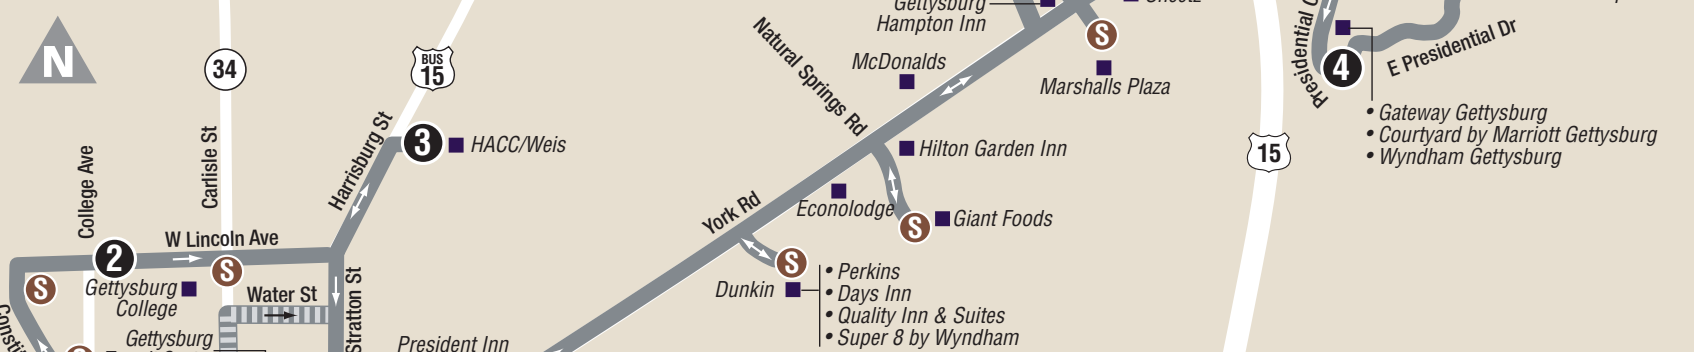 Gettysburg
Hampton Inn
N
34
BUS
15
Natural Springs Rd
McDonalds
S
Marshalls Plaza
4
E Presidential Dr
• Gateway Gettysburg
• Courtyard by Marriott Gettysburg
• Wyndham Gettysburg
College Ave
Carlisle St
Harrisburg St
3
HACC/Weis
Hilton Garden Inn
15
Econolodge
S
Giant Foods
York Rd
W Lincoln Ave
2
S
S
Gettysburg
College
Water St
Stratton St
S
Dunkin
• Perkins
• Days Inn
• Quality Inn & Suites
• Super 8 by Wyndham
Gettysburg
President Inn